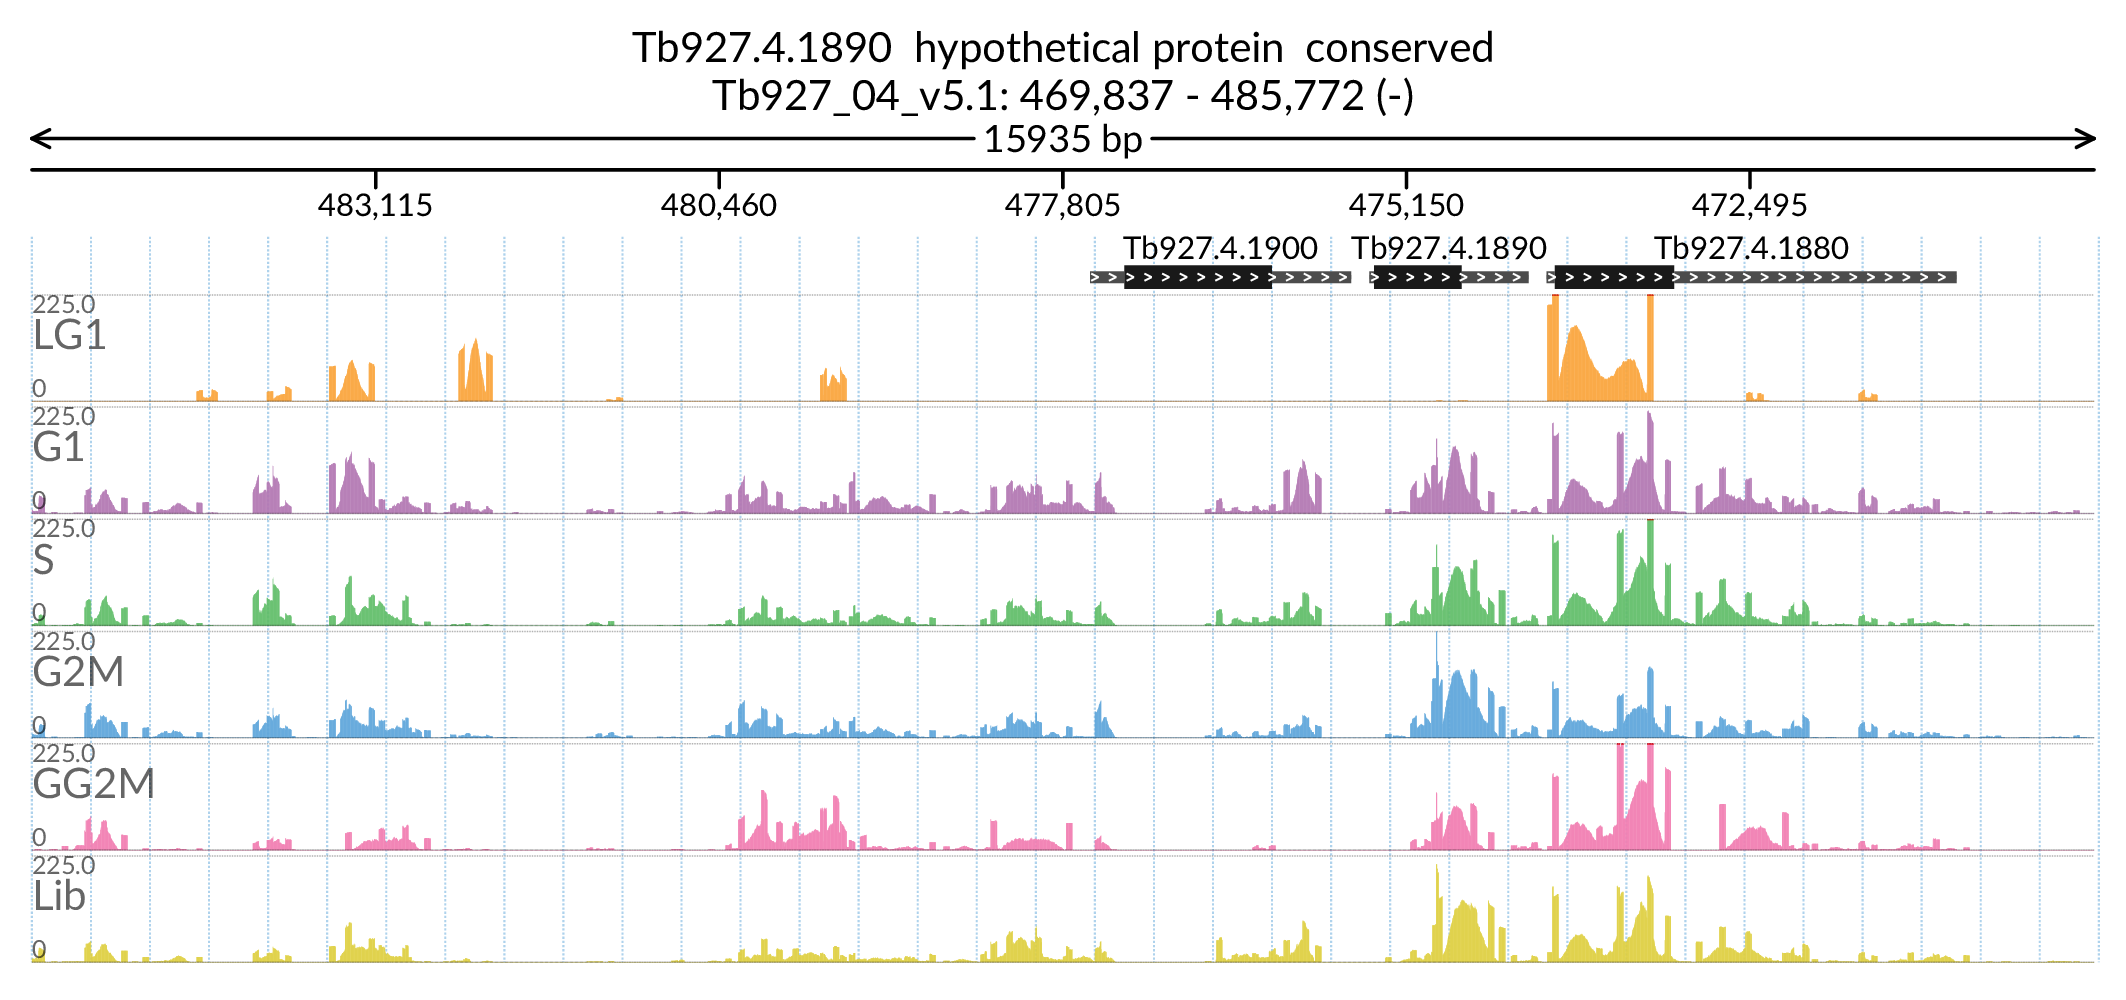 Tb927.4.1890 hypothetical protein conserved
Tb927_04_v5.1: 469,837 - 485,772 (-)
15935 bp
483,115 480,460 477,805 475,150 472,495
Tb927.4.1900 Tb927.4.1890 Tb927.4.1880
225.0
LG1
0
225.0
G1
0
225.0
S
0
225.0
G2M
0
225.0
GG2M
0
225.0
Lib
0